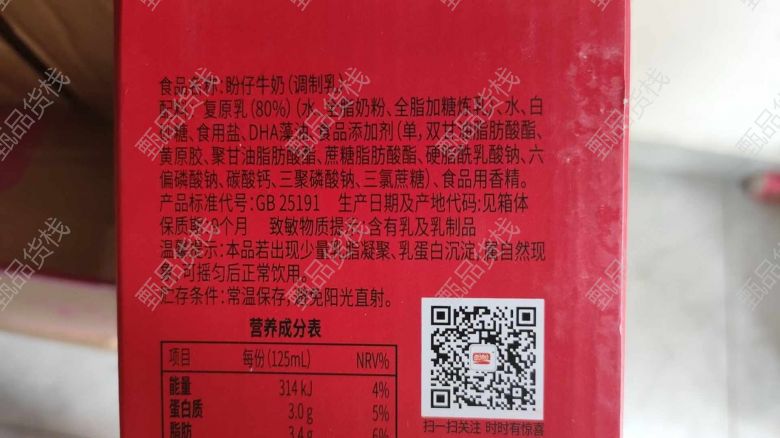 食品名称:盼仔牛奶(调制乳)
配料:复原乳(80%)(水、全脂奶粉、全脂加糖炼乳)、水、白
砂糖、食用盐、DHA藻油、食品添加剂(单,双甘油脂肪酸酯、
黄原胶、聚甘油脂肪酸酯、蔗糖脂肪酸酯、硬脂酰乳酸钠、六
偏磷酸钠、碳酸钙、三聚磷酸钠、三氯蔗糖)、食品用香精。
产品标准代号:GB 25191 生产日期及产地代码:见箱体
保质期: 个月 致敏物质提示:含有乳及乳制品
温馨提示:本品若出现少量乳脂凝聚、乳蛋白沉淀,属自然现
象,可摇匀后正常饮用。
贮存条件:常温保存,避免阳光直射。
营养成分表
项目 每份(125mL) NRV%
能量 314 kJ 4%
蛋白质 3.0 g 5%
脂肪 3.4 g 6%
扫一扫关注 时时有惊喜
甄品货栈